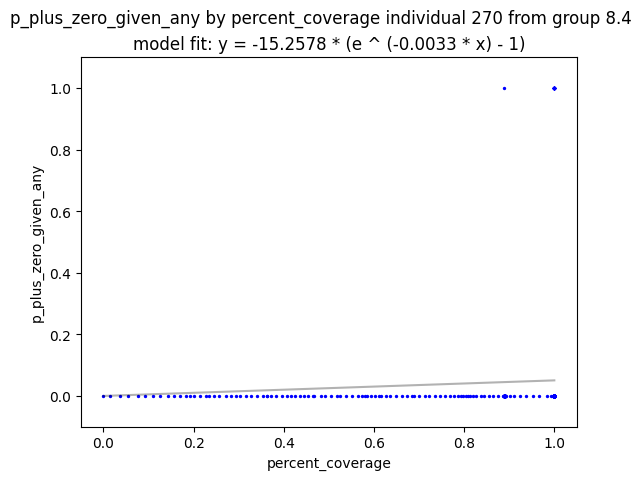 p_plus_zero_given_any by percent_coverage individual 270 from group 8.4
model fit: y = -15.2578 * (e ^ (-0.0033 * x) - 1)
1.0
0.8
0.6
0.4
0.2
0.0
p_plus_zero_given_any
0.0 0.2 0.4 0.6 0.8 1.0
percent_coverage